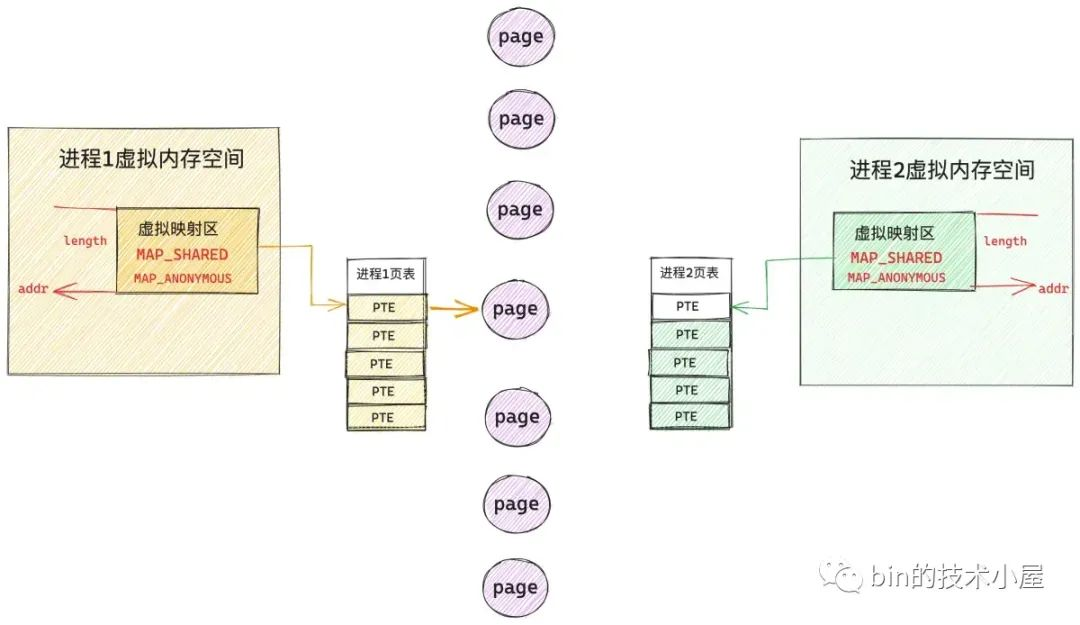 进程1虚拟内存空间
虚拟映射区
MAP_SHARED
MAP_ANONYMOUS
length
addr
进程1页表
PTE
PTE
PTE
PTE
PTE
page
page
page
page
page
page
page
进程2页表
PTE
PTE
PTE
PTE
PTE
进程2虚拟内存空间
虚拟映射区
MAP_SHARED
MAP_ANONYMOUS
length
addr
bin的技术小屋